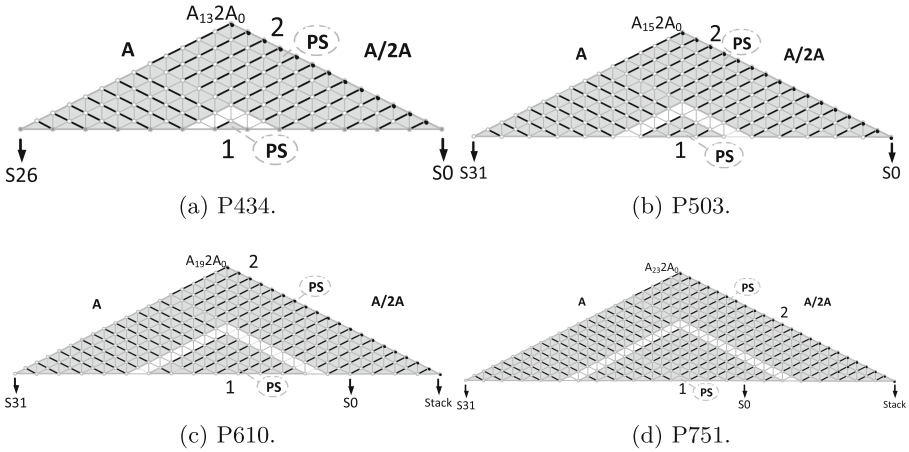 A₁₃2A₀ 2 PS
A A/2A
1 PS
S26 S0
(a) P434.
A₁₅2A₀ 2 PS
A A/2A
1 PS
S31 S0
(b) P503.
A₁₉2A₀ 2
PS
A A/2A
1 PS
S31 S0 Stack
(c) P610.
A₂₃2A₀
PS
A 2 A/2A
1 PS
S31 S0 Stack
(d) P751.